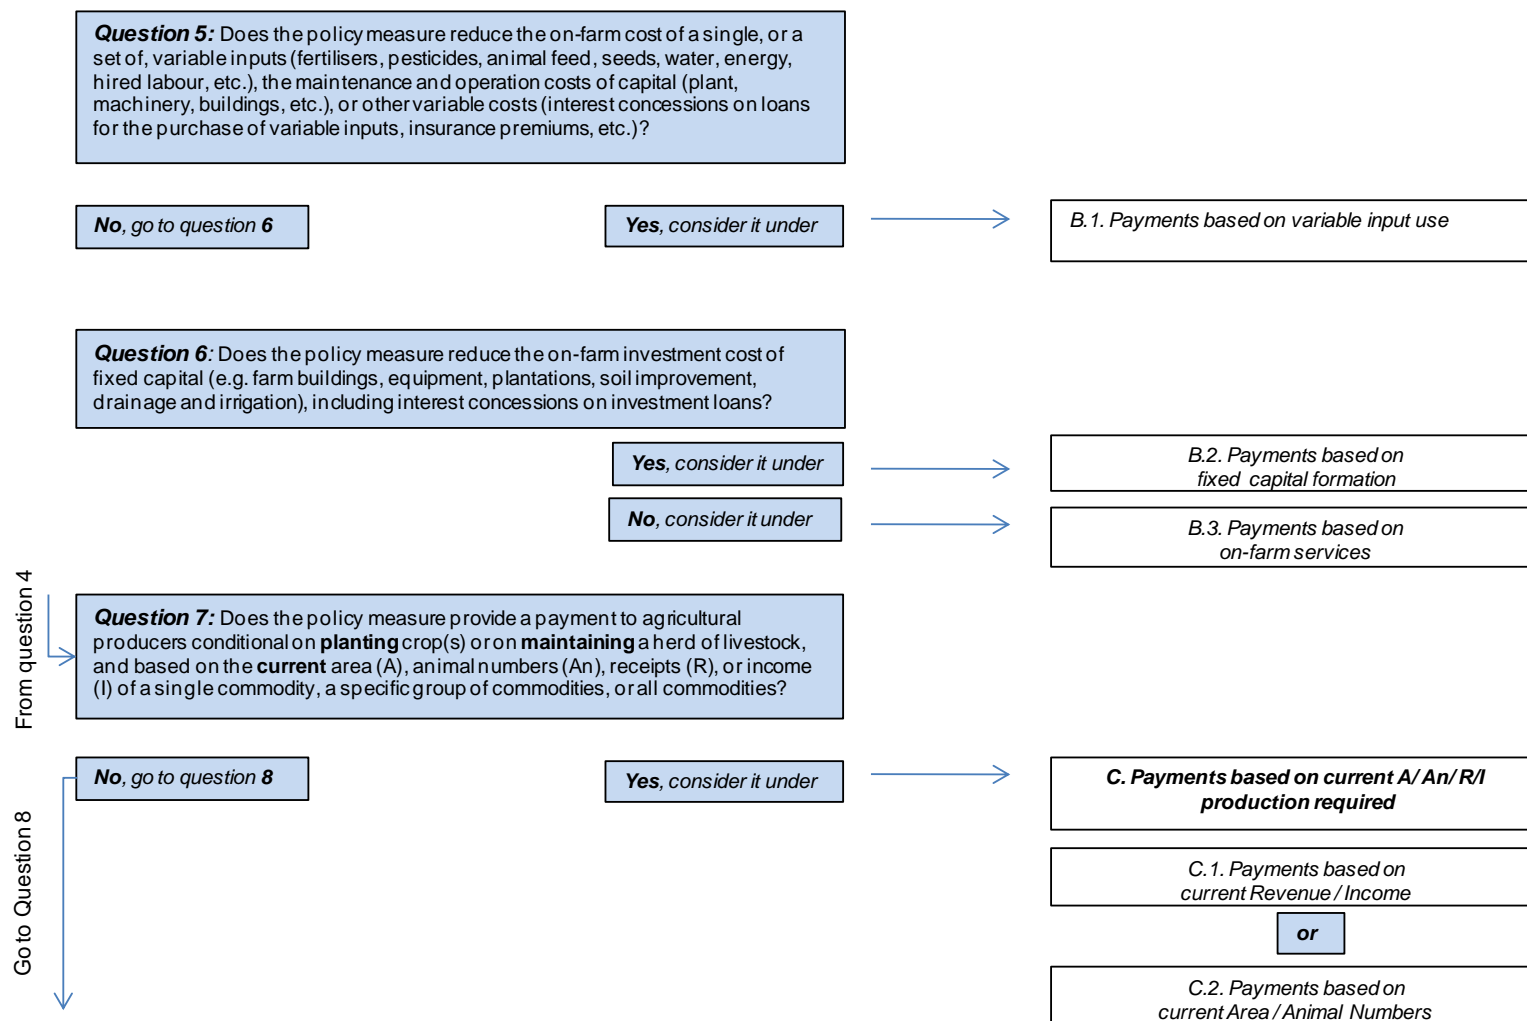 Question 5: Does the policy measure reduce the on-farm cost of a single, or a
set of, variable inputs (fertilisers, pesticides, animal feed, seeds, water, energy,
hired labour, etc.), the maintenance and operation costs of capital (plant,
machinery, buildings, etc.), or other variable costs (interest concessions on loans
for the purchase of variable inputs, insurance premiums, etc.)?
No, go to question 6
Yes, consider it under
B.1. Payments based on variable input use
Question 6: Does the policy measure reduce the on-farm investment cost of
fixed capital (e.g. farm buildings, equipment, plantations, soil improvement,
drainage and irrigation), including interest concessions on investment loans?
Yes, consider it under
B.2. Payments based on
fixed capital formation
No, consider it under
B.3. Payments based on
on-farm services
From question 4
Question 7: Does the policy measure provide a payment to agricultural
producers conditional on planting crop(s) or on maintaining a herd of livestock,
and based on the current area (A), animal numbers (An), receipts (R), or income
(I) of a single commodity, a specific group of commodities, or all commodities?
No, go to question 8
Yes, consider it under
C. Payments based on current A/ An/ R/I
production required
Go to Question 8
C.1. Payments based on
current Revenue / Income
or
C.2. Payments based on
current Area / Animal Numbers